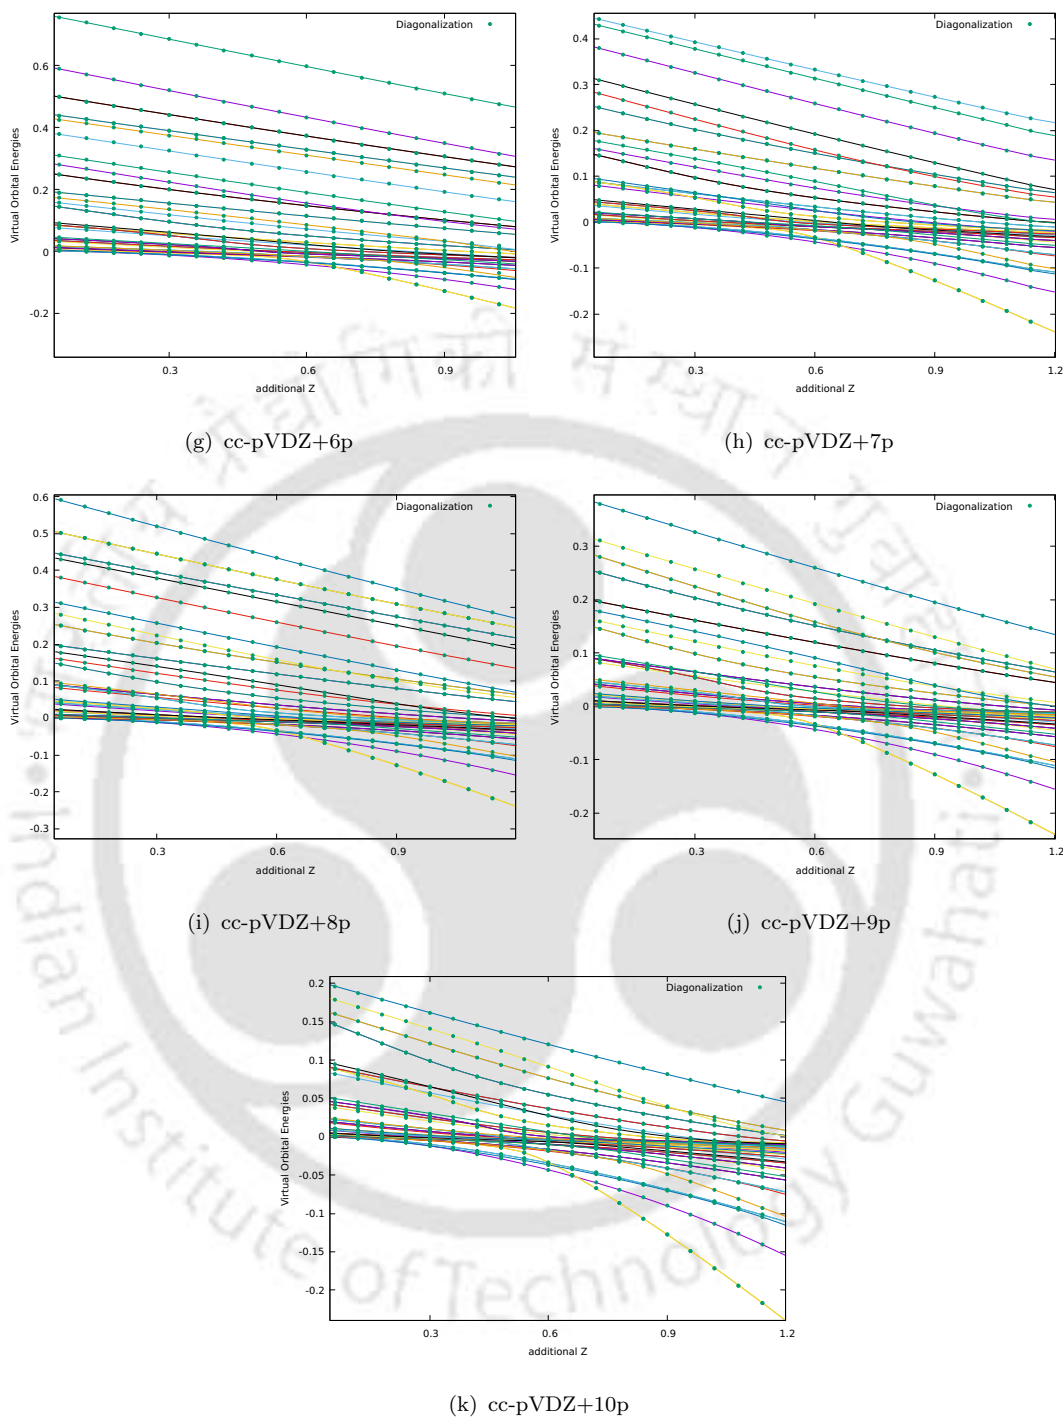 Diagonalization
0.6
0.4
0.2
0
-0.2
Virtual Orbital Energies
0.3 0.6 0.9
additional Z
(g) cc-pVDZ+6p
Diagonalization
0.4
0.3
0.2
0.1
0
-0.1
-0.2
Virtual Orbital Energies
0.3 0.6 0.9 1.2
additional Z
(h) cc-pVDZ+7p
Diagonalization
0.6
0.5
0.4
0.3
0.2
0.1
0
-0.1
-0.2
-0.3
Virtual Orbital Energies
0.3 0.6 0.9
additional Z
(i) cc-pVDZ+8p
Diagonalization
0.3
0.2
0.1
0
-0.1
-0.2
Virtual Orbital Energies
0.3 0.6 0.9 1.2
additional Z
(j) cc-pVDZ+9p
Diagonalization
0.2
0.15
0.1
0.05
0
-0.05
-0.1
-0.15
-0.2
Virtual Orbital Energies
0.3 0.6 0.9 1.2
additional Z
(k) cc-pVDZ+10p
Indian Institute of Technology Guwahati